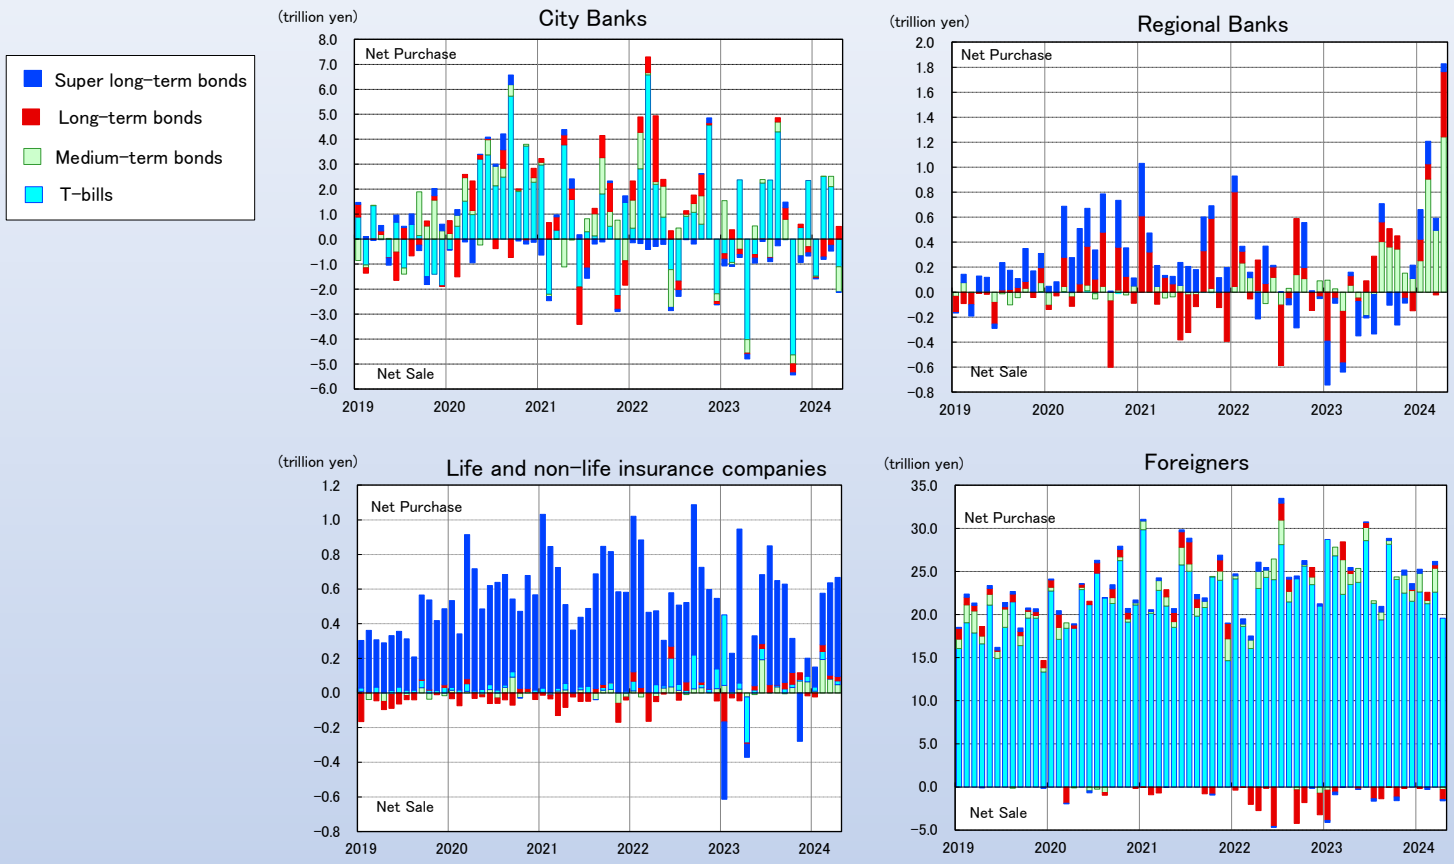 Super long-term bonds
Long-term bonds
Medium-term bonds
T-bills
(trillion yen)
City Banks
Net Purchase
8.0
7.0
6.0
5.0
4.0
3.0
2.0
1.0
0.0
-1.0
-2.0
-3.0
-4.0
-5.0
-6.0
Net Sale
2019 2020 2021 2022 2023 2024
(trillion yen)
Regional Banks
Net Purchase
2.0
1.8
1.6
1.4
1.2
1.0
0.8
0.6
0.4
0.2
0.0
-0.2
-0.4
-0.6
-0.8
Net Sale
2019 2020 2021 2022 2023 2024
(trillion yen)
Life and non-life insurance companies
Net Purchase
1.2
1.0
0.8
0.6
0.4
0.2
0.0
-0.2
-0.4
-0.6
-0.8
Net Sale
2019 2020 2021 2022 2023 2024
(trillion yen)
Foreigners
Net Purchase
35.0
30.0
25.0
20.0
15.0
10.0
5.0
0.0
-5.0
Net Sale
2019 2020 2021 2022 2023 2024